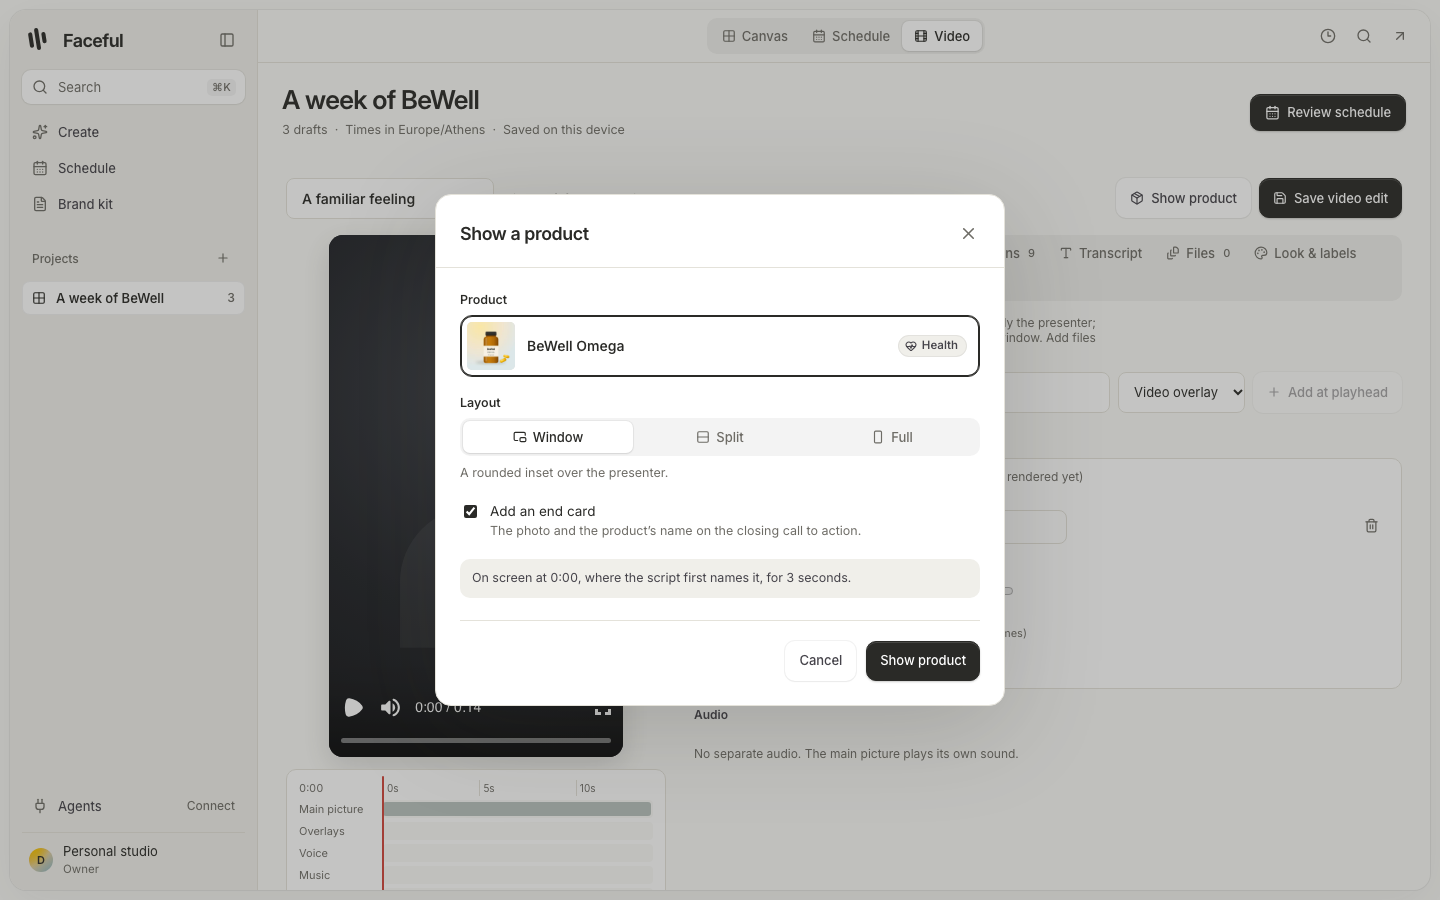 Faceful
Canvas
Schedule
Video
Search
⌘K
Create
Schedule
Brand kit
Projects
A week of BeWell
3
Agents
Connect
D
Personal studio
Owner
A week of BeWell
3 drafts · Times in Europe/Athens · Saved on this device
Review schedule
A familiar feeling
Show product
Save video edit
ns 9
Transcript
Files 0
Look & labels
y the presenter;
indow. Add files
Video overlay
Add at playhead
rendered yet)
nes)
Show a product
Product
BeWell Omega
Health
Layout
Window
Split
Full
A rounded inset over the presenter.
Add an end card
The photo and the product’s name on the closing call to action.
On screen at 0:00, where the script first names it, for 3 seconds.
Cancel
Show product
0:00 / 0:14
Audio
No separate audio. The main picture plays its own sound.
0:00
0s
5s
10s
Main picture
Overlays
Voice
Music